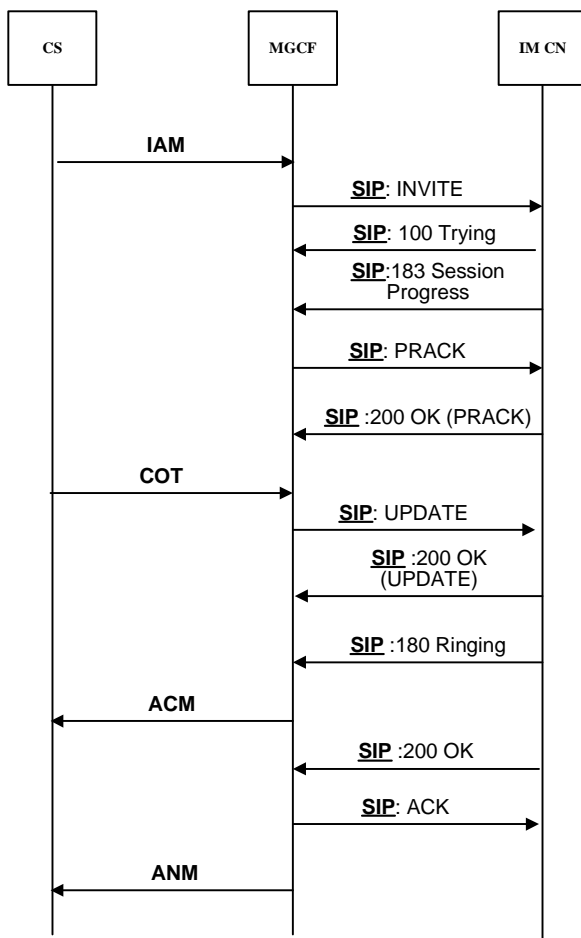 CS
MGCF
IM CN
IAM
SIP: INVITE
SIP: 100 Trying
SIP:183 Session
Progress
SIP: PRACK
SIP :200 OK (PRACK)
COT
SIP: UPDATE
SIP :200 OK
(UPDATE)
SIP :180 Ringing
ACM
SIP :200 OK
SIP: ACK
ANM